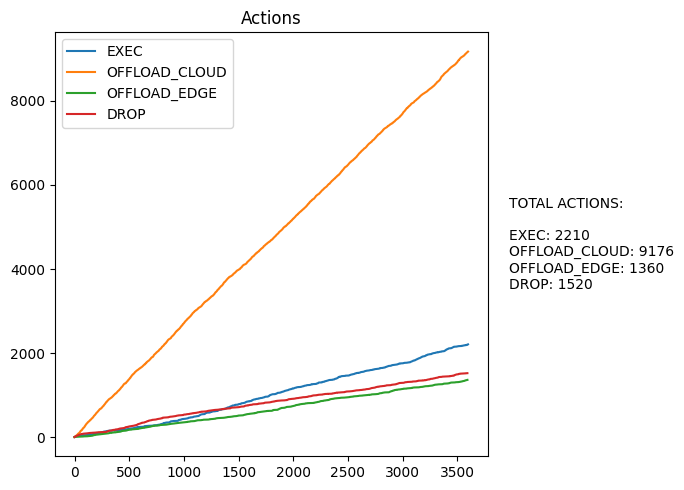 Actions
EXEC
OFFLOAD_CLOUD
OFFLOAD_EDGE
DROP
8000
6000
4000
2000
0
0 500 1000 1500 2000 2500 3000 3500
TOTAL ACTIONS:
EXEC: 2210
OFFLOAD_CLOUD: 9176
OFFLOAD_EDGE: 1360
DROP: 1520